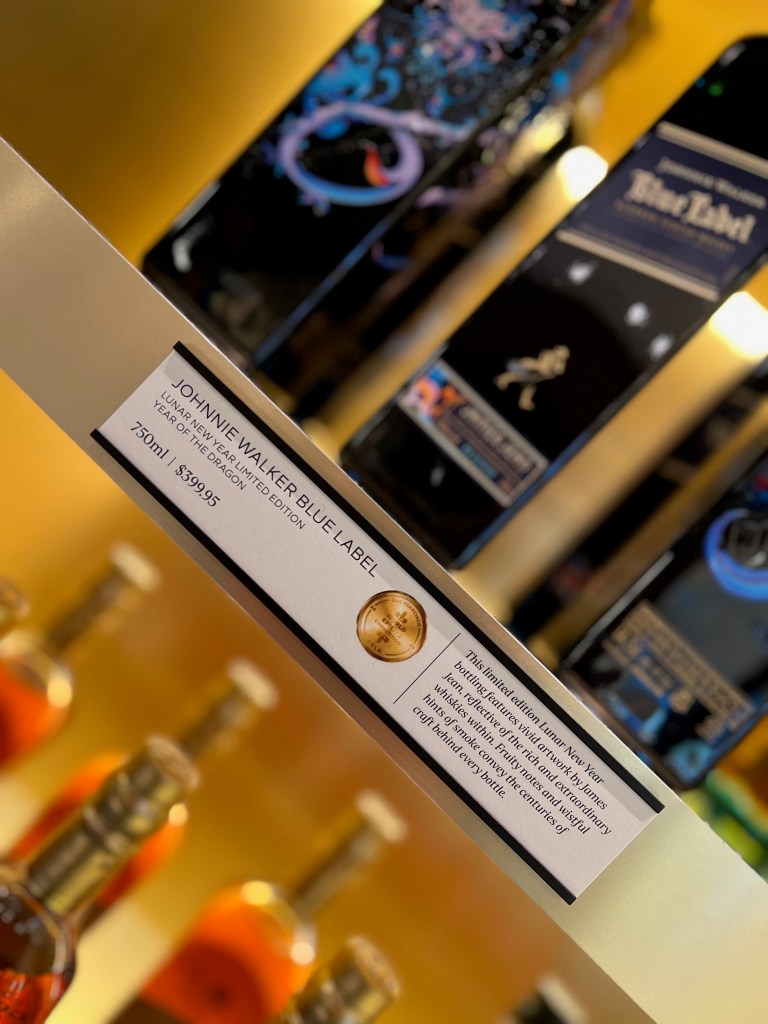 JOHNNIE WALKER
Blue Label
JOHNNIE WALKER BLUE LABEL
LUNAR NEW YEAR LIMITED EDITION
YEAR OF THE DRAGON
750ml | $399.95
This limited edition Lunar New Year
bottling features vivid artwork by James
Jean, reflective of the rich and extraordinary
whiskies within. Fruity notes and wistful
hints of smoke convey the centuries of
craft behind every bottle.